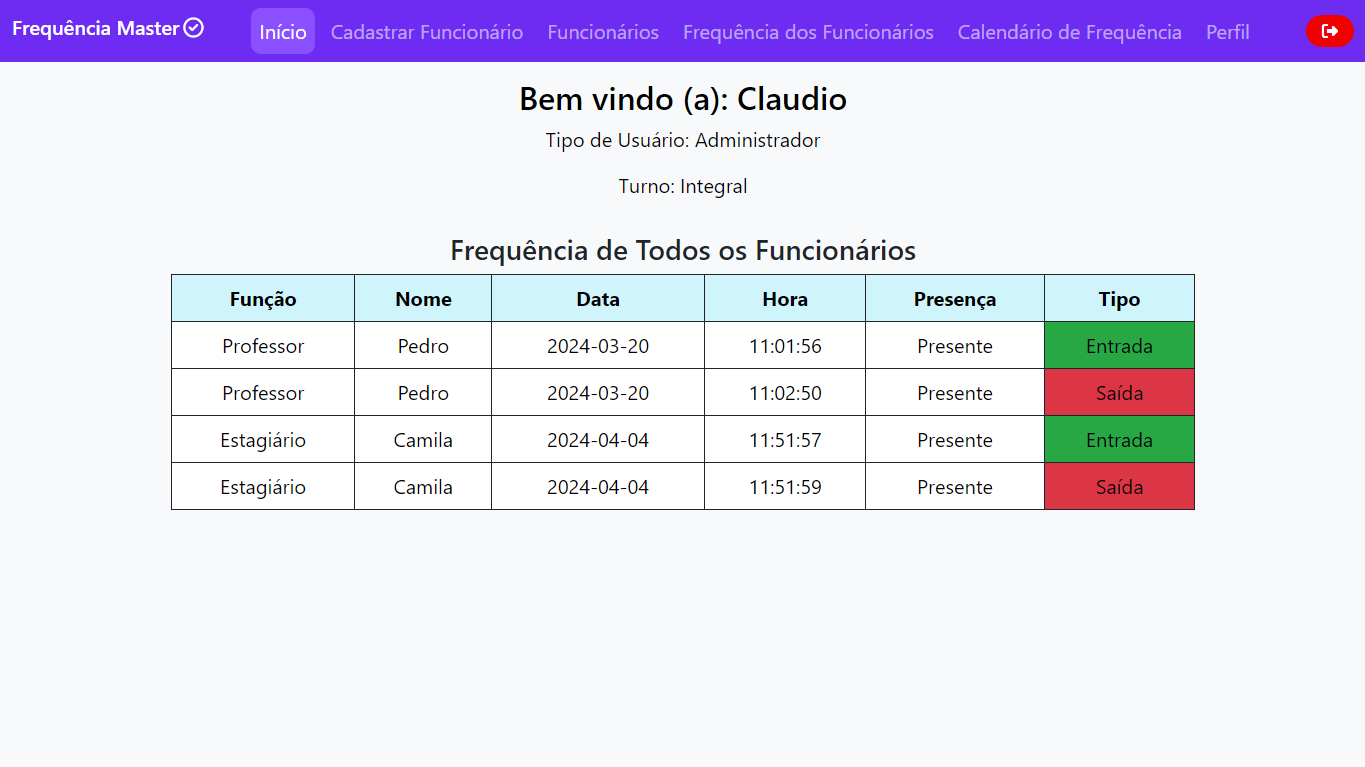 Frequência Master Início Cadastrar Funcionário Funcionários Frequência dos Funcionários Calendário de Frequência Perfil
Bem vindo (a): Claudio
Tipo de Usuário: Administrador
Turno: Integral
Frequência de Todos os Funcionários
Função Nome Data Hora Presença Tipo
Professor Pedro 2024-03-20 11:01:56 Presente Entrada
Professor Pedro 2024-03-20 11:02:50 Presente Saída
Estagiário Camila 2024-04-04 11:51:57 Presente Entrada
Estagiário Camila 2024-04-04 11:51:59 Presente Saída